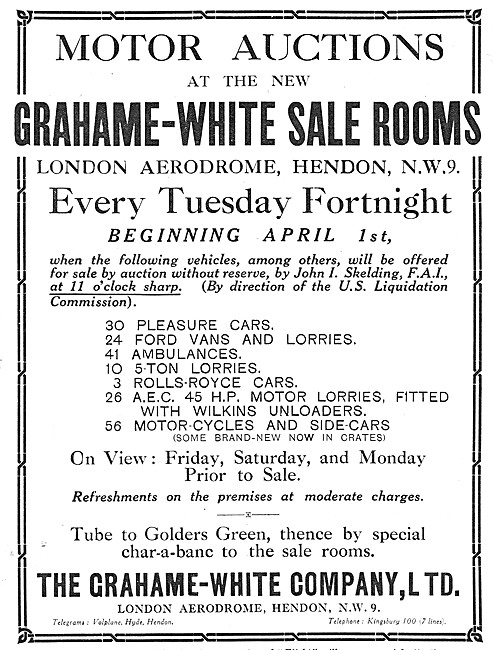 MOTOR AUCTIONS
AT THE NEW
GRAHAME-WHITE SALE ROOMS
LONDON AERODROME, HENDON, N.W.9.
Every Tuesday Fortnight
BEGINNING APRIL 1st,
when the following vehicles, among others, will be offered
for sale by auction without reserve, by John I. Skelding, F.A.I.,
at 11 o'clock sharp. (By direction of the U.S. Liquidation
Commission).
30 PLEASURE CARS.
24 FORD VANS AND LORRIES.
41 AMBULANCES.
10 5-TON LORRIES.
3 ROLLS-ROYCE CARS.
26 A.E.C. 45 H.P. MOTOR LORRIES, FITTED
WITH WILKINS UNLOADERS.
56 MOTOR-CYCLES AND SIDE-CARS
(SOME BRAND-NEW NOW IN CRATES)
On View: Friday, Saturday, and Monday
Prior to Sale.
Refreshments on the premises at moderate charges.
Tube to Golders Green, thence by special
char-a-banc to the sale rooms.
THE GRAHAME-WHITE COMPANY, LTD.
LONDON AERODROME, HENDON, N.W. 9.
Telegrams: Volplane, Hyde, Hendon. Telephone: Kingsbury 100 (7 lines).